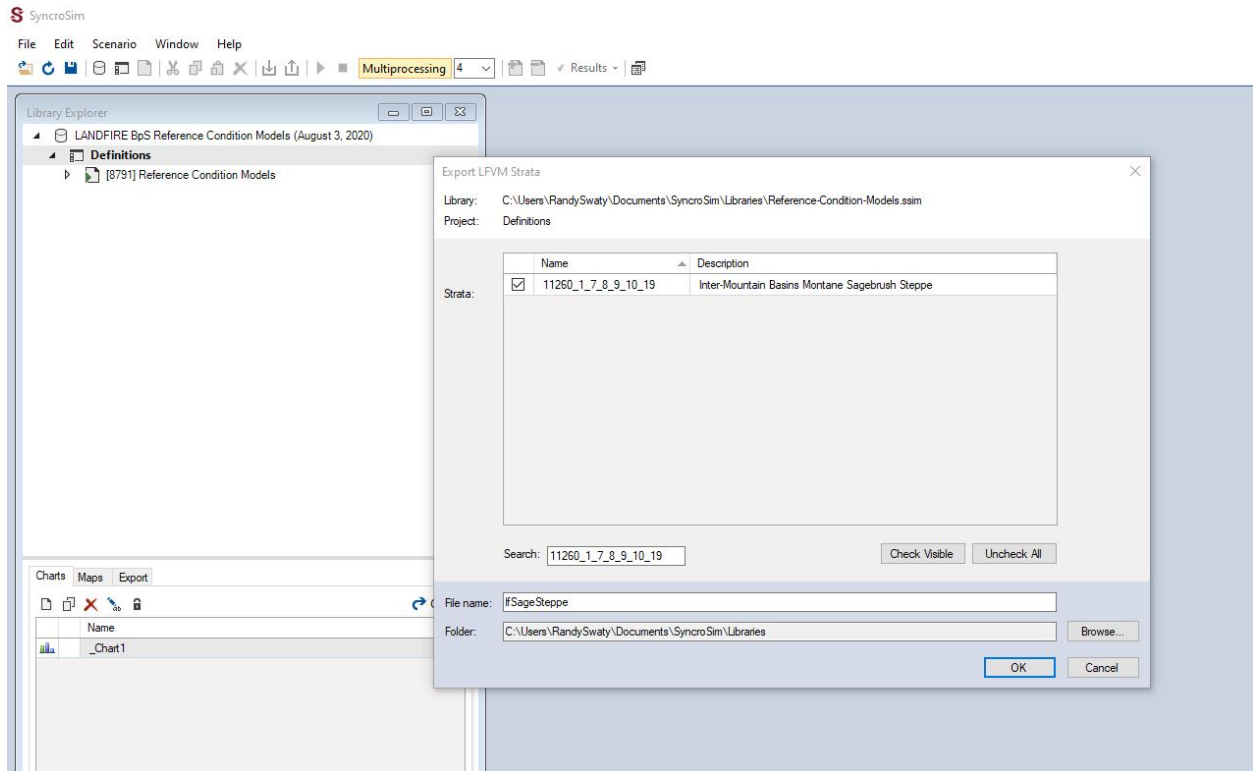 SyncroSim
File Edit Scenario Window Help
Multiprocessing 4 Results
Library Explorer
LANDFIRE BpS Reference Condition Models (August 3, 2020)
Definitions
[8791] Reference Condition Models
Export LFVM Strata
Library: C:\Users\RandySwaty\Documents\SyncroSim\Libraries\Reference-Condition-Models.ssim
Project: Definitions
Name Description
Strata: 11260_1_7_8_9_10_19 Inter-Mountain Basins Montane Sagebrush Steppe
Search: 11260_1_7_8_9_10_19 Check Visible Uncheck All
File name: lfSageSteppe
Folder: C:\Users\RandySwaty\Documents\SyncroSim\Libraries Browse...
OK Cancel
Charts Maps Export
Name
_Chart1